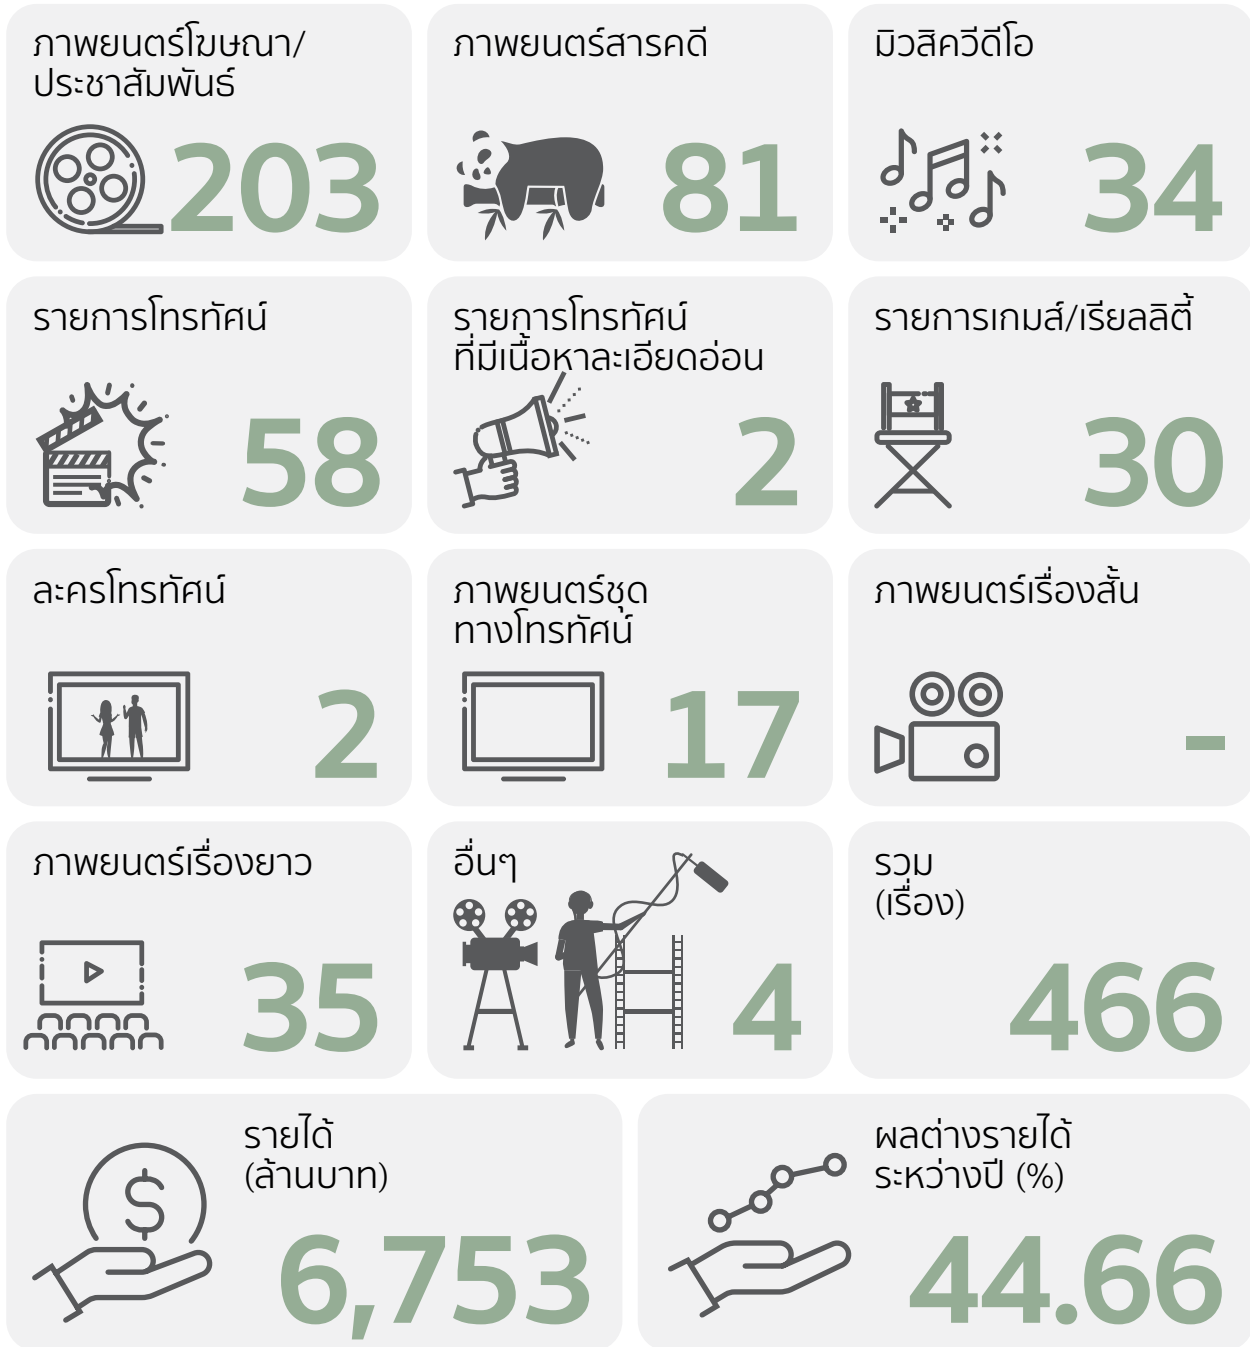 ภาพยนตร์โฆษณา/
ประชาสัมพันธ์
203
ภาพยนตร์สารคดี
81
มิวสิควีดีโอ
34
รายการโทรทัศน์
58
รายการโทรทัศน์
ที่มีเนื้อหาละเอียดอ่อน
2
รายการเกมส์/เรียลลิตี้
30
ละครโทรทัศน์
2
ภาพยนตร์ชุด
ทางโทรทัศน์
17
ภาพยนตร์เรื่องสั้น
-
ภาพยนตร์เรื่องยาว
35
อื่นๆ
4
รวม
(เรื่อง)
466
รายได้
(ล้านบาท)
$
6,753
ผลต่างรายได้
ระหว่างปี (%)
44.66